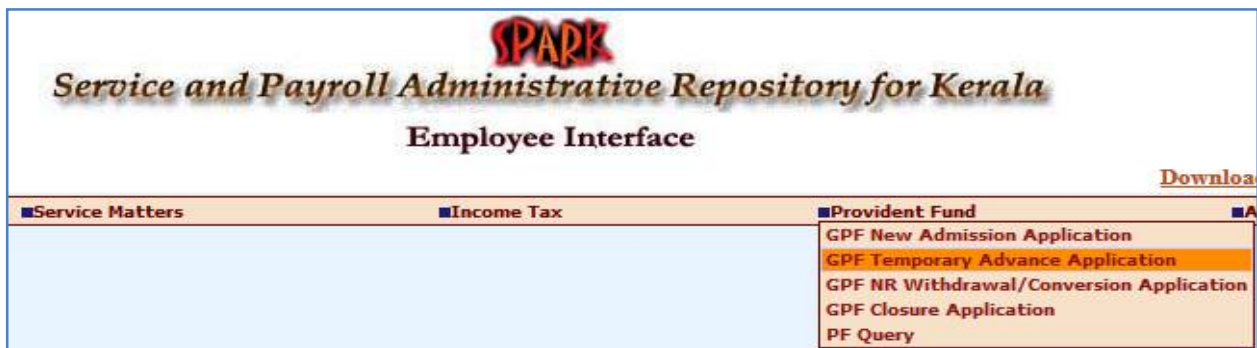 SPARK
Service and Payroll Administrative Repository for Kerala
Employee Interface
Downloa
Service Matters Income Tax Provident Fund A
GPF New Admission Application
GPF Temporary Advance Application
GPF NR Withdrawal/Conversion Application
GPF Closure Application
PF Query